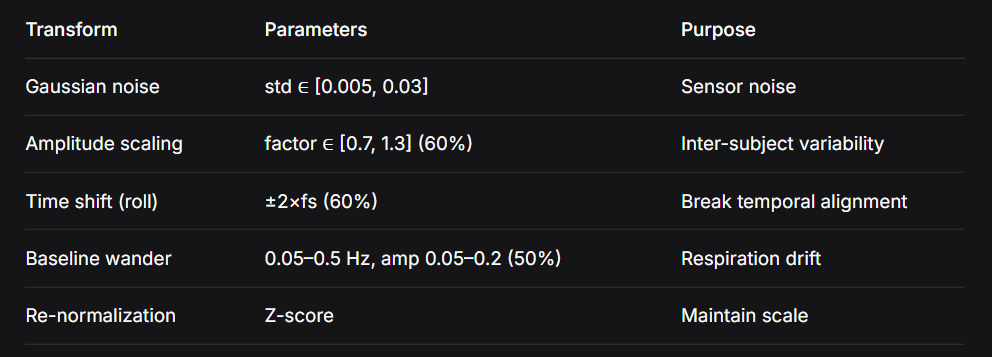 Transform Parameters Purpose
Gaussian noise std ∈ [0.005, 0.03] Sensor noise
Amplitude scaling factor ∈ [0.7, 1.3] (60%) Inter-subject variability
Time shift (roll) ±2×fs (60%) Break temporal alignment
Baseline wander 0.05–0.5 Hz, amp 0.05–0.2 (50%) Respiration drift
Re-normalization Z-score Maintain scale